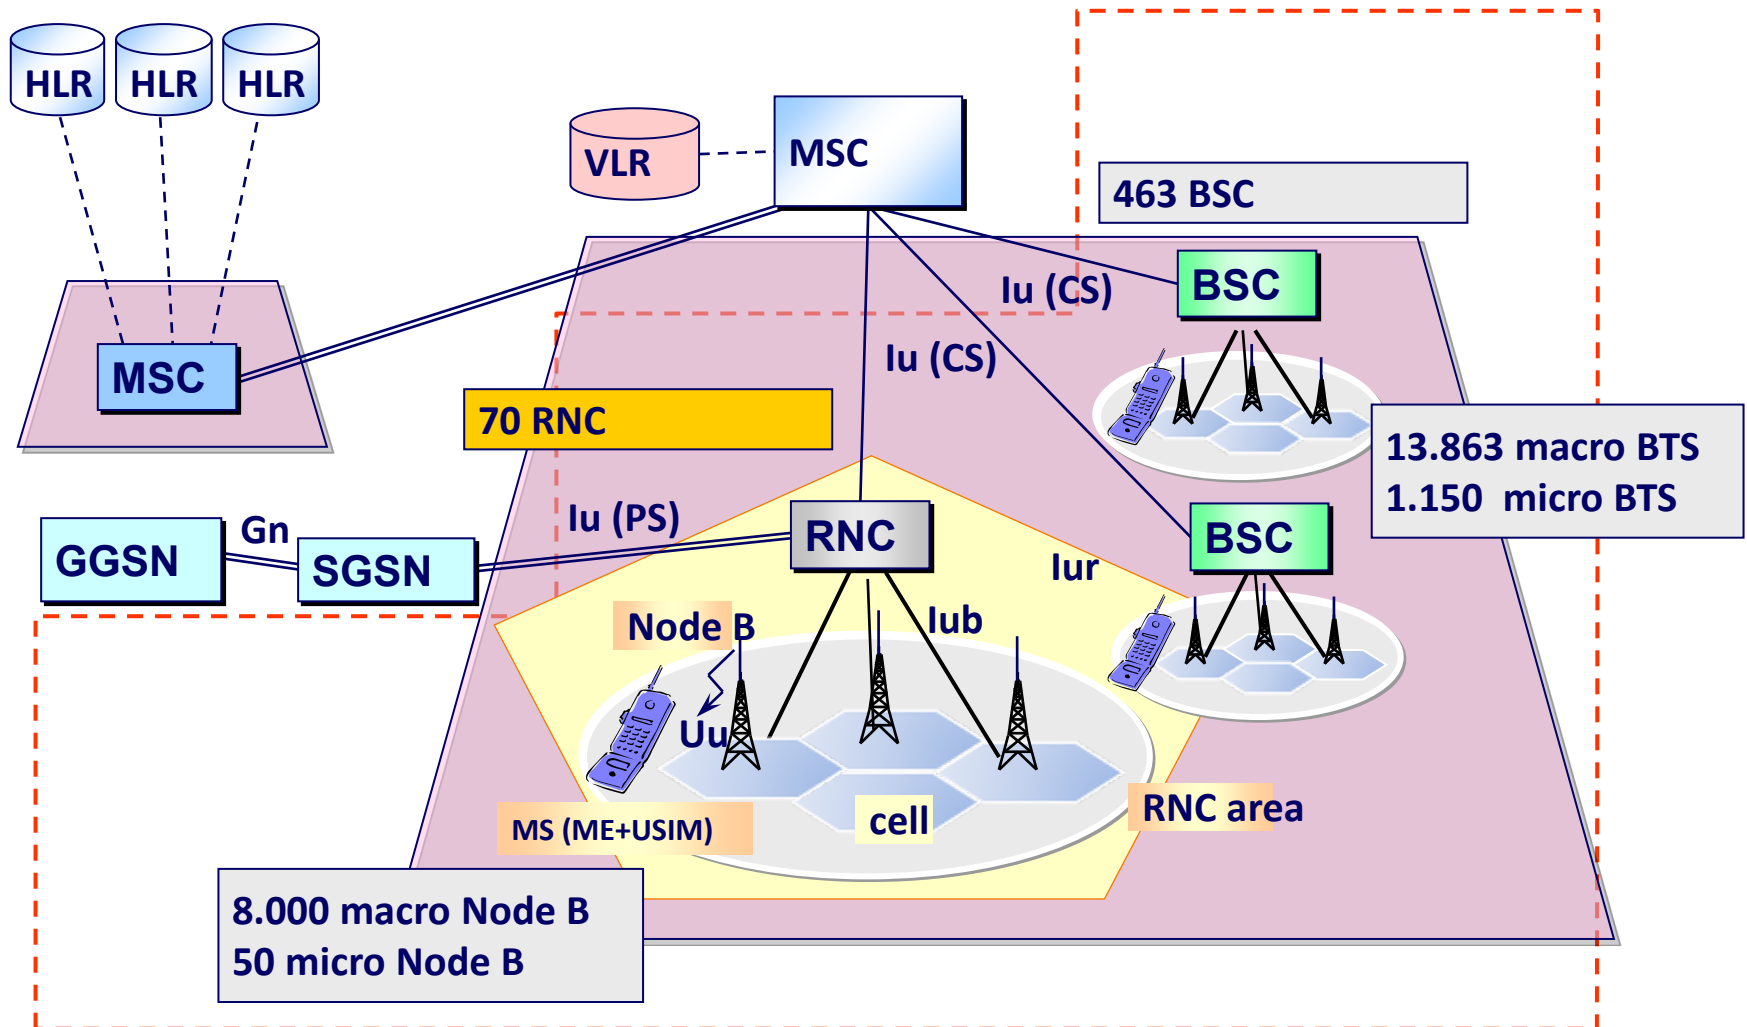 HLR
HLR
HLR
VLR
MSC
463 BSC
BSC
Iu (CS)
Iu (CS)
MSC
70 RNC
13.863 macro BTS
1.150 micro BTS
Iu (PS)
RNC
BSC
Gn
GGSN
SGSN
Iur
Node B
Iub
Uu
RNC area
MS (ME+USIM)
cell
8.000 macro Node B
50 micro Node B